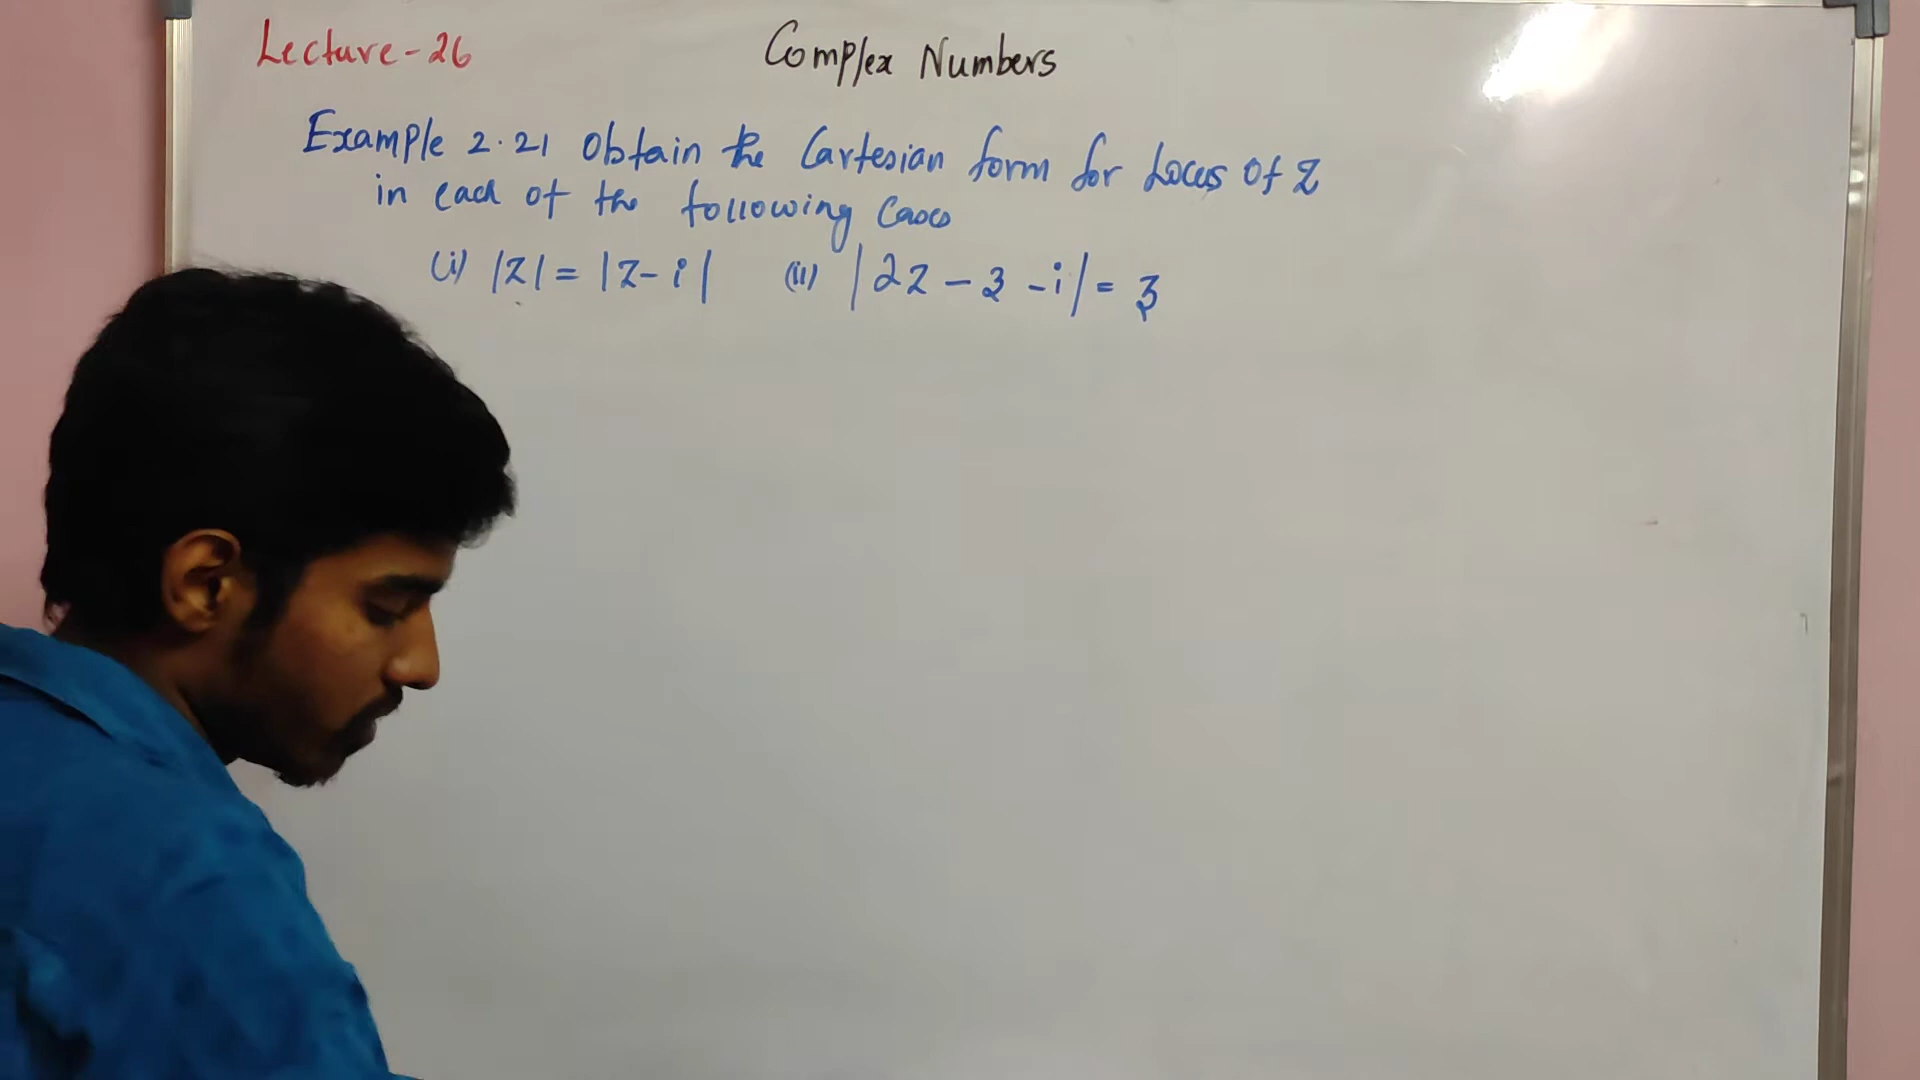 Lecture-26
Complex Numbers
Example 2.21 Obtain the Cartesian form for Locus Of Z
in each of the following Cases
(i) |Z| = |Z- i| (ii) |2Z - 3 - i| = 3